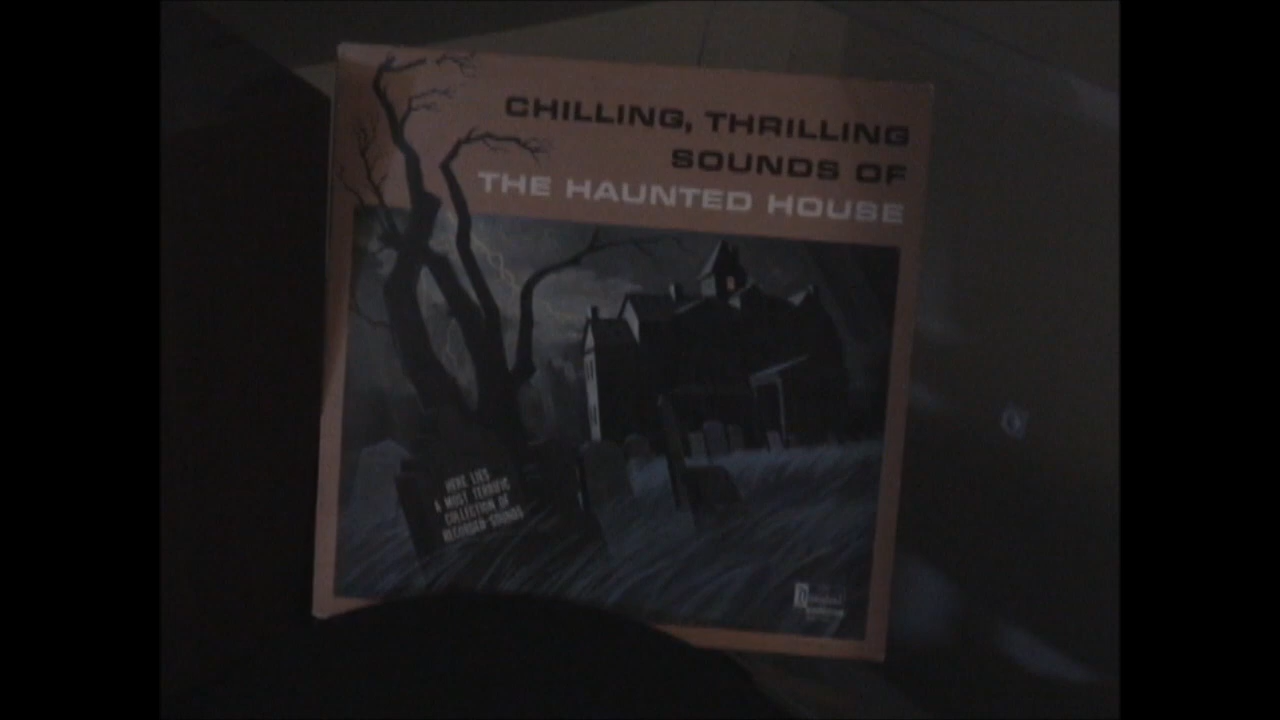 CHILLING, THRILLING
SOUNDS OF
THE HAUNTED HOUSE
HERE LIES
A MOST TERRIFIC
COLLECTION OF
RECORDED SOUNDS